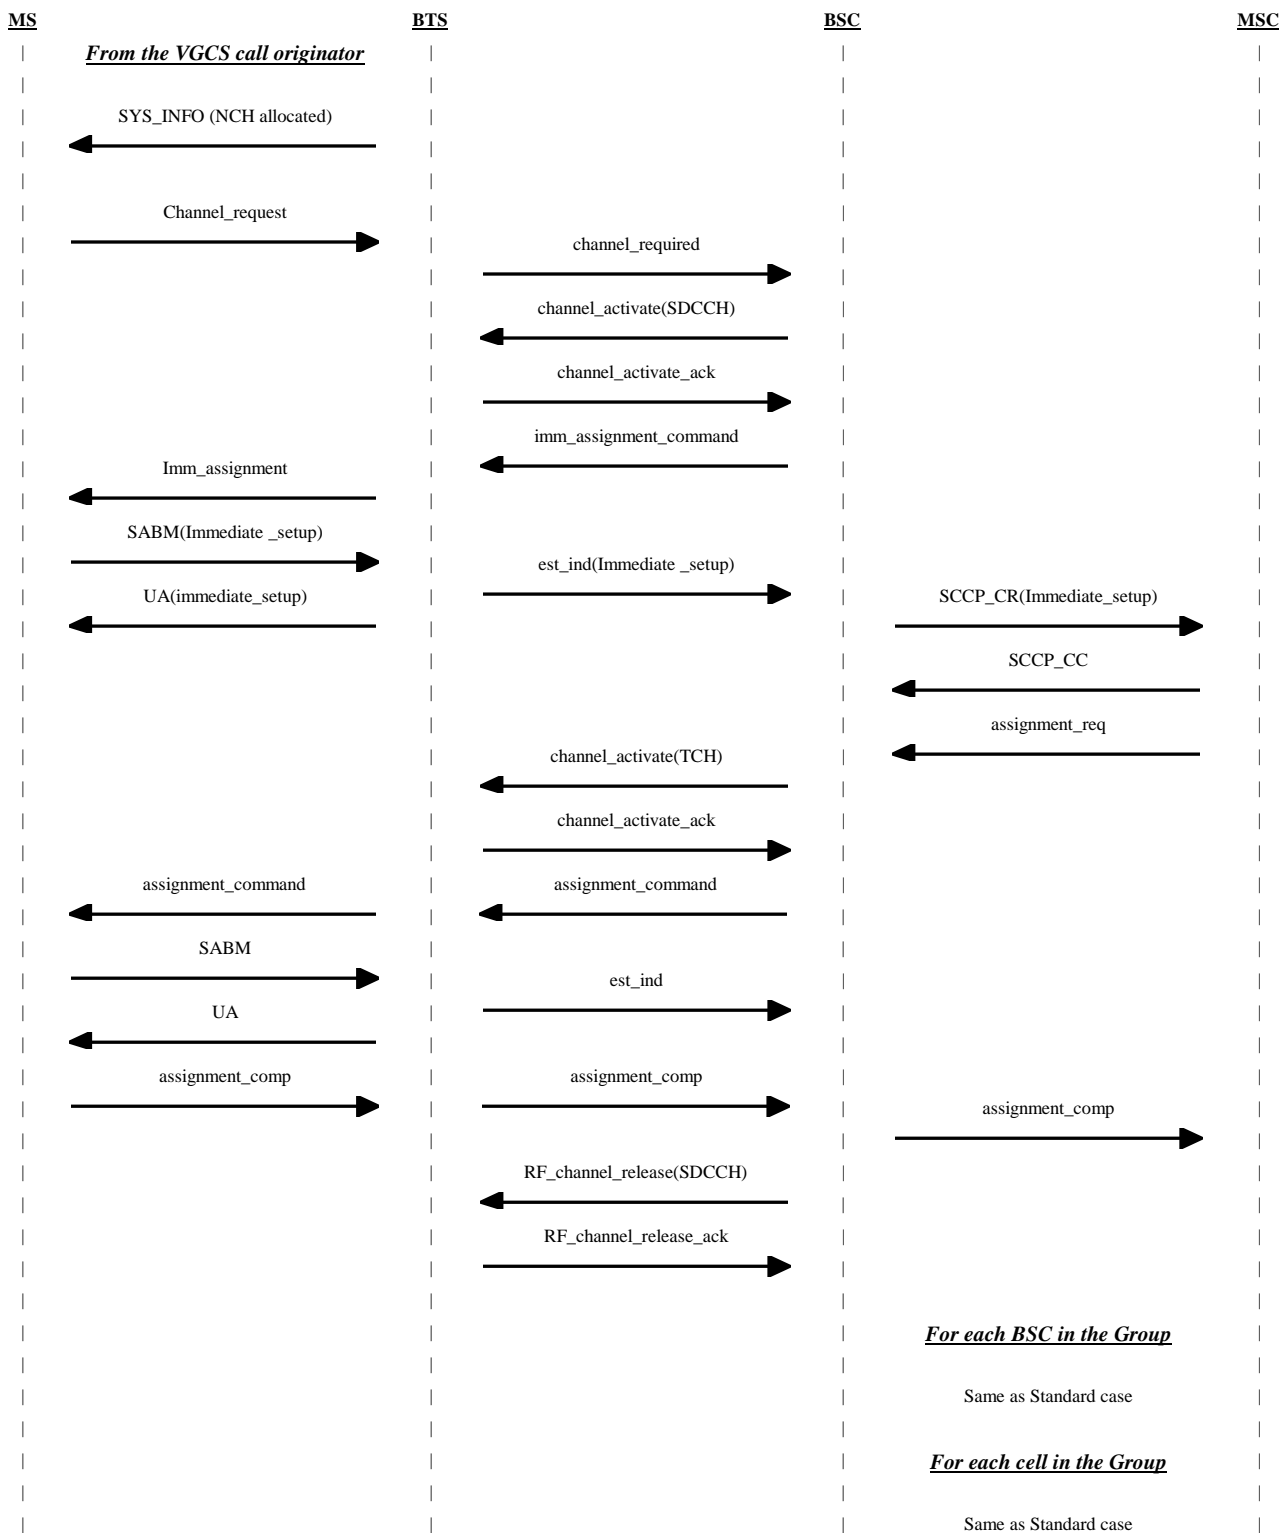 MS BTS BSC MSC
From the VGCS call originator
SYS_INFO (NCH allocated)
Channel_request
channel_required
channel_activate(SDCCH)
channel_activate_ack
imm_assignment_command
Imm_assignment
SABM(Immediate _setup)
est_ind(Immediate _setup)
UA(immediate_setup) SCCP_CR(Immediate_setup)
SCCP_CC
assignment_req
channel_activate(TCH)
channel_activate_ack
assignment_command assignment_command
SABM
est_ind
UA
assignment_comp assignment_comp
assignment_comp
RF_channel_release(SDCCH)
RF_channel_release_ack
For each BSC in the Group
Same as Standard case
For each cell in the Group
Same as Standard case